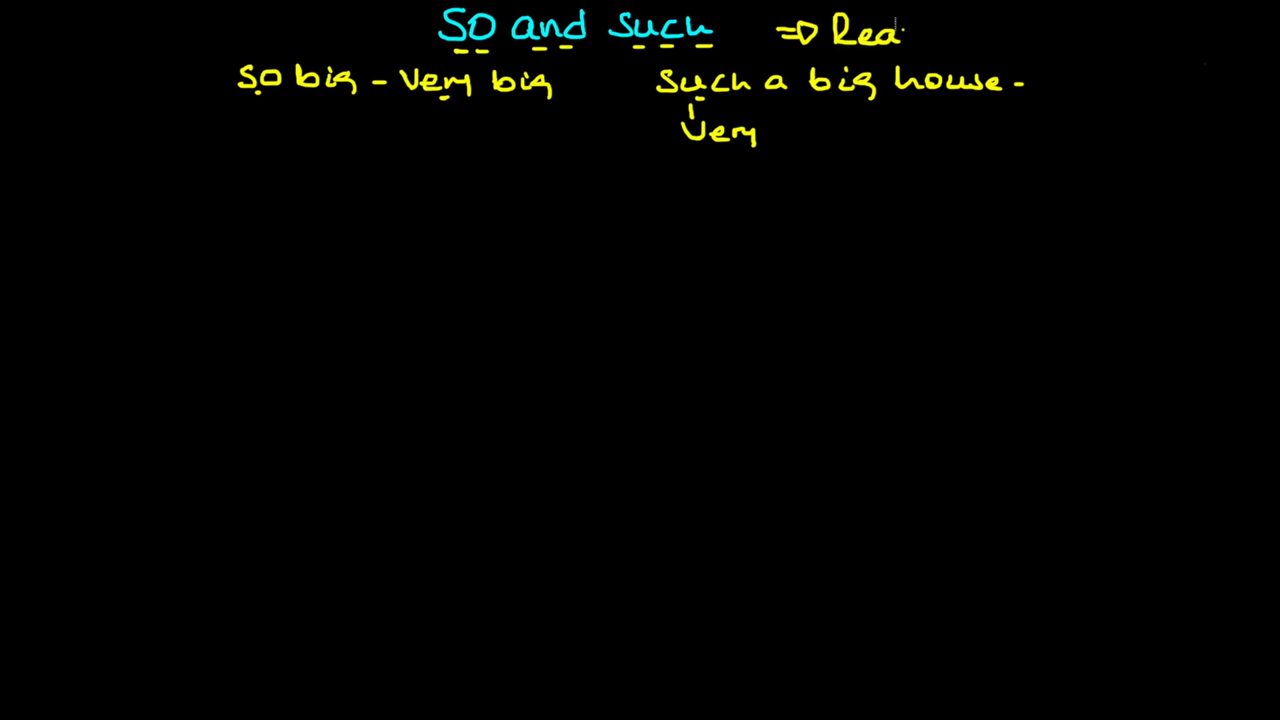 So and such => Rea
So big - very big such a big house -
very